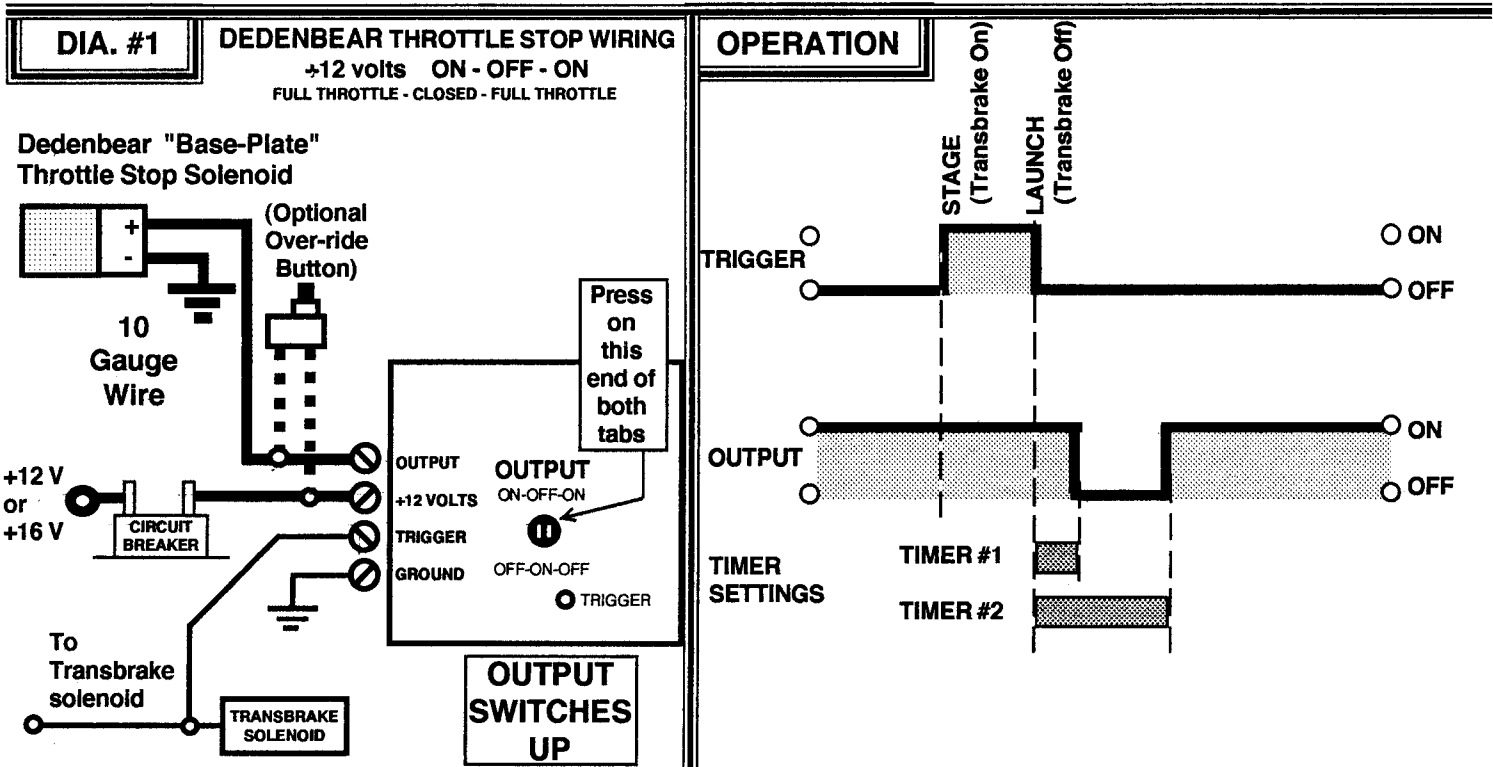 DIA. #1
DEDENBEAR THROTTLE STOP WIRING
+12 volts ON - OFF - ON
FULL THROTTLE - CLOSED - FULL THROTTLE
Dedenbear "Base-Plate"
Throttle Stop Solenoid
+
-
(Optional
Over-ride
Button)
10
Gauge
Wire
Press
on
this
end of
both
tabs
+12 V
or
+16 V
CIRCUIT
BREAKER
OUTPUT
+12 VOLTS
TRIGGER
GROUND
OUTPUT
ON-OFF-ON
OFF-ON-OFF
TRIGGER
To
Transbrake
solenoid
TRANSBRAKE
SOLENOID
OUTPUT
SWITCHES
UP
OPERATION
STAGE
(Transbrake On)
LAUNCH
(Transbrake Off)
TRIGGER
ON
OFF
OUTPUT
ON
OFF
TIMER
SETTINGS
TIMER #1
TIMER #2